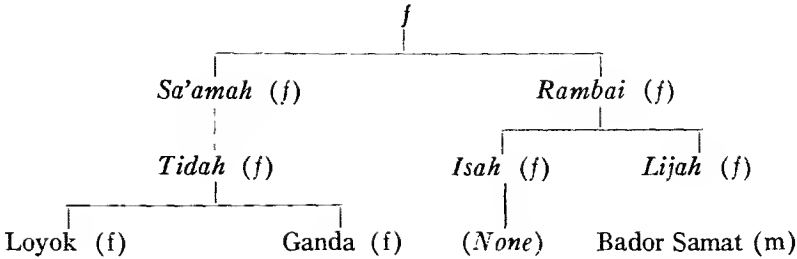 f
Sa'amah (f) Rambai (f)
Tidah (f) Isah (f) Lijah (f)
Loyok (f) Ganda (f) (None) Bador Samat (m)